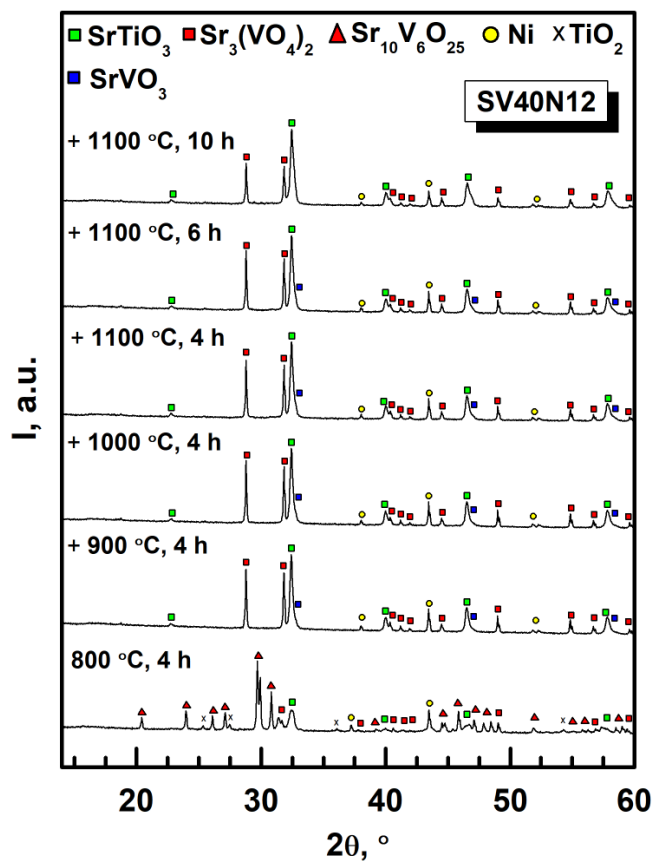 SrTiO₃ Sr₃(VO₄)₂ Sr₁₀V₆O₂₅ Ni x TiO₂
SrVO₃
SV40N12
+ 1100 °C, 10 h
+ 1100 °C, 6 h
+ 1100 °C, 4 h
+ 1000 °C, 4 h
+ 900 °C, 4 h
800 °C, 4 h
x x x x
I, a.u.
20 30 40 50 60
2θ, °